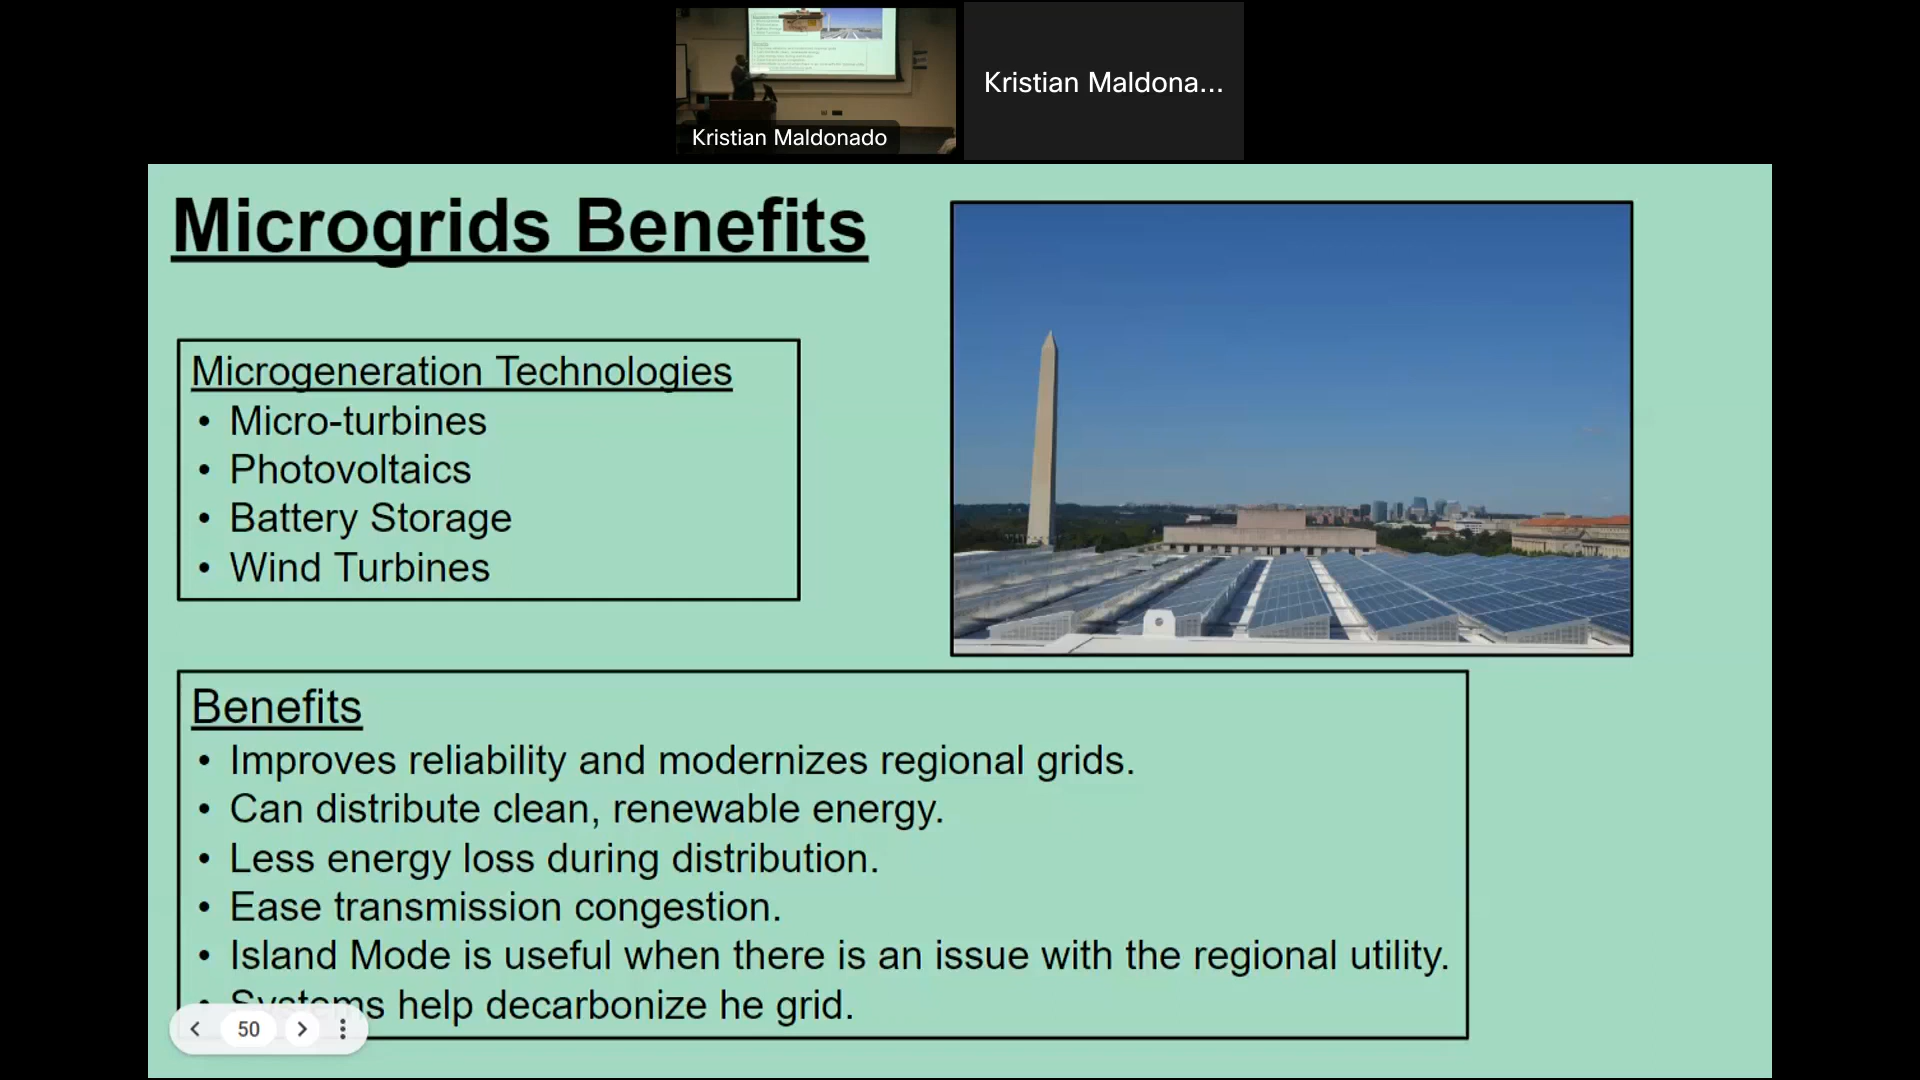 Kristian Maldonado
Kristian Maldona...
Microgrids Benefits
Microgeneration Technologies
• Micro-turbines
• Photovoltaics
• Battery Storage
• Wind Turbines
Benefits
• Improves reliability and modernizes regional grids.
• Can distribute clean, renewable energy.
• Less energy loss during distribution.
• Ease transmission congestion.
• Island Mode is useful when there is an issue with the regional utility.
• Systems help decarbonize he grid.
50